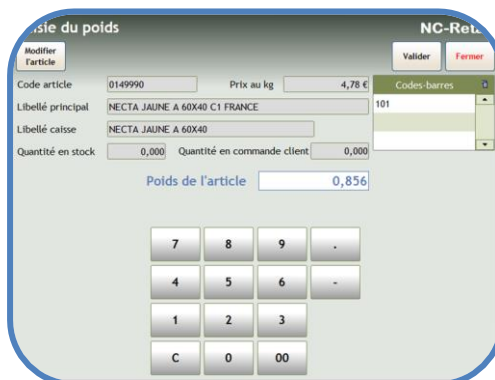 sie du poids NC-Reta
Modifier l'article Valider Fermer
Code article 0149990 Prix au kg 4,78 € Codes-barres
Libellé principal NECTA JAUNE A 60X40 C1 FRANCE 101
Libellé caisse NECTA JAUNE A 60X40
Quantité en stock 0,000 Quantité en commande client 0,000
Poids de l'article 0,856
7 8 9 .
4 5 6 -
1 2 3
C 0 00